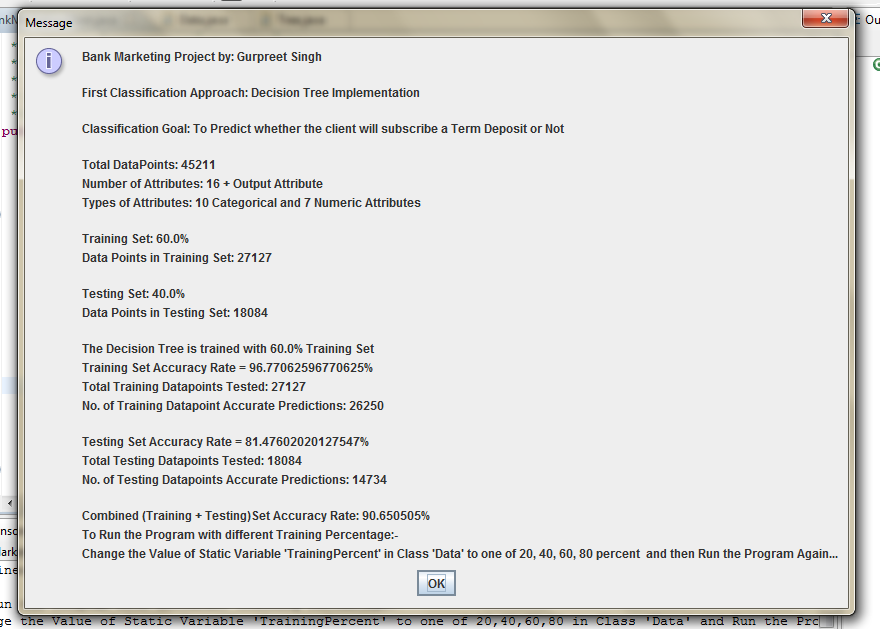 Message
Bank Marketing Project by: Gurpreet Singh
First Classification Approach: Decision Tree Implementation
Classification Goal: To Predict whether the client will subscribe a Term Deposit or Not
Total DataPoints: 45211
Number of Attributes: 16 + Output Attribute
Types of Attributes: 10 Categorical and 7 Numeric Attributes
Training Set: 60.0%
Data Points in Training Set: 27127
Testing Set: 40.0%
Data Points in Testing Set: 18084
The Decision Tree is trained with 60.0% Training Set
Training Set Accuracy Rate = 96.77062596770625%
Total Training Datapoints Tested: 27127
No. of Training Datapoint Accurate Predictions: 26250
Testing Set Accuracy Rate = 81.47602020127547%
Total Testing Datapoints Tested: 18084
No. of Testing Datapoints Accurate Predictions: 14734
Combined (Training + Testing)Set Accuracy Rate: 90.650505%
To Run the Program with different Training Percentage:-
Change the Value of Static Variable 'TrainingPercent' in Class 'Data' to one of 20, 40, 60, 80 percent  and then Run the Program Again...
OK
the Value of Static Variable 'TrainingPercent' to one of 20,40,60,80 in Class 'Data' and Run the